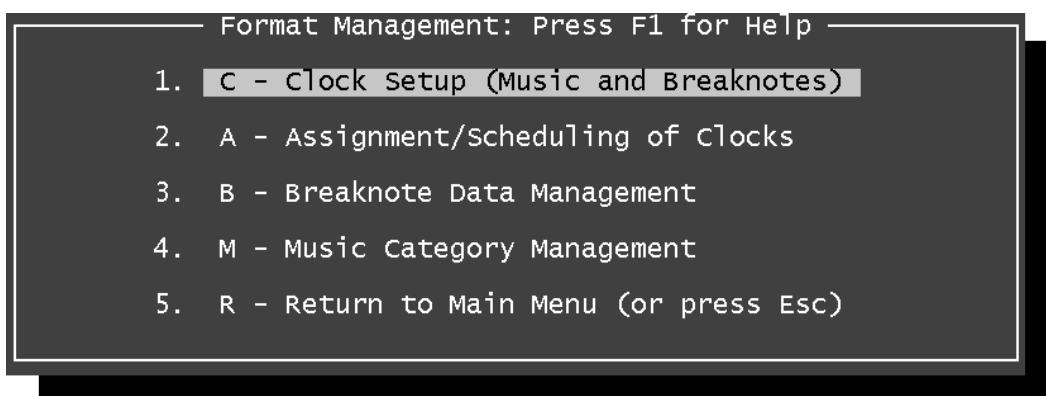 Format Management: Press F1 for Help
1. C – Clock Setup (Music and Breaknotes)
2. A – Assignment/Scheduling of Clocks
3. B – Breaknote Data Management
4. M – Music Category Management
5. R – Return to Main Menu (or press Esc)